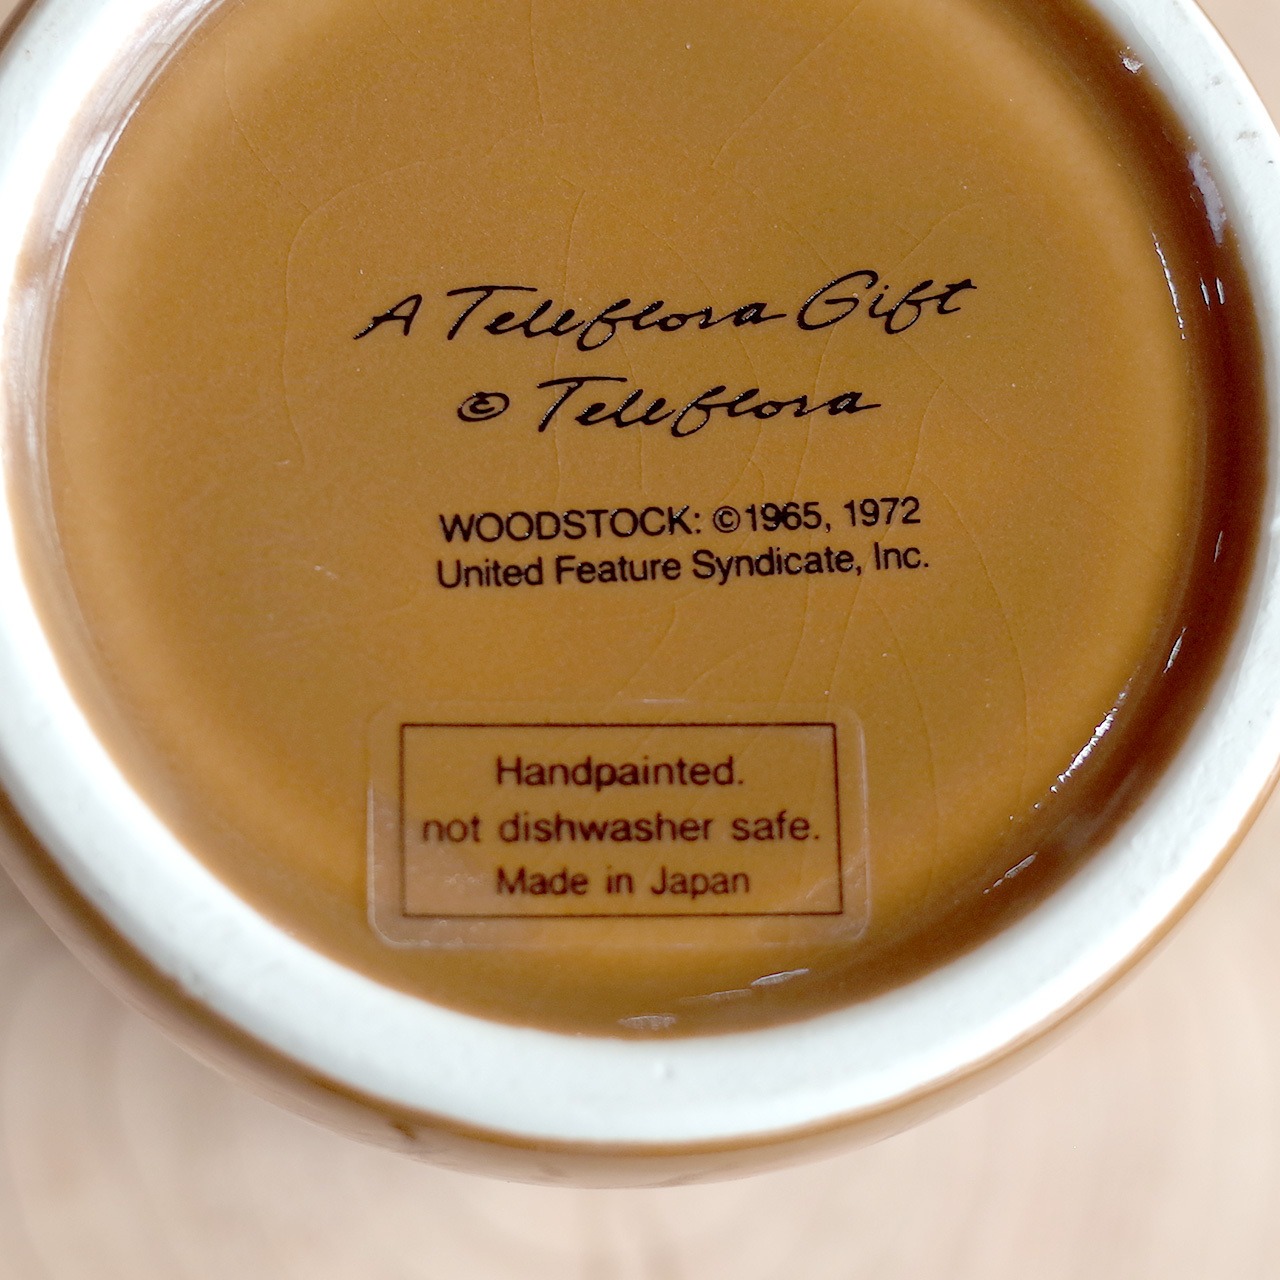 A Teleflora Gift
© Teleflora
WOODSTOCK: ©1965, 1972
United Feature Syndicate, Inc.
Handpainted.
not dishwasher safe.
Made in Japan